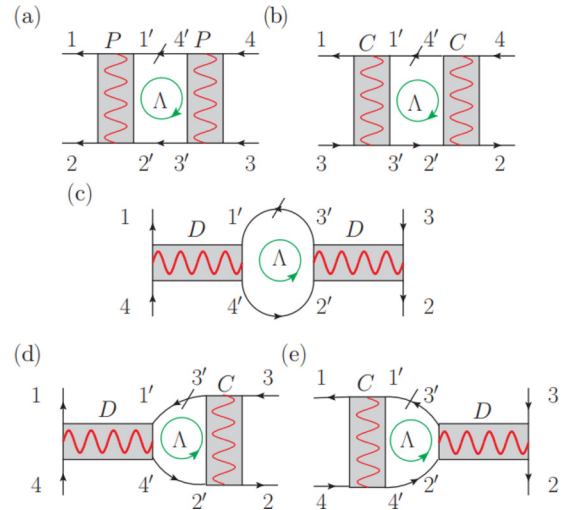 (a)
1 P 1′ 4′ P 4
Λ
2 2′ 3′ 3
(b)
1 C 1′ 4′ C 4
Λ
3 3′ 2′ 2
(c)
1 1′ 3′ 3
D Λ D
4 4′ 2′ 2
(d)
1 D 1′ 3′ C 3
Λ
4 4′ 2′ 2
(e)
1 C 1′ 3′ D 3
Λ
4 4′ 2′ 2